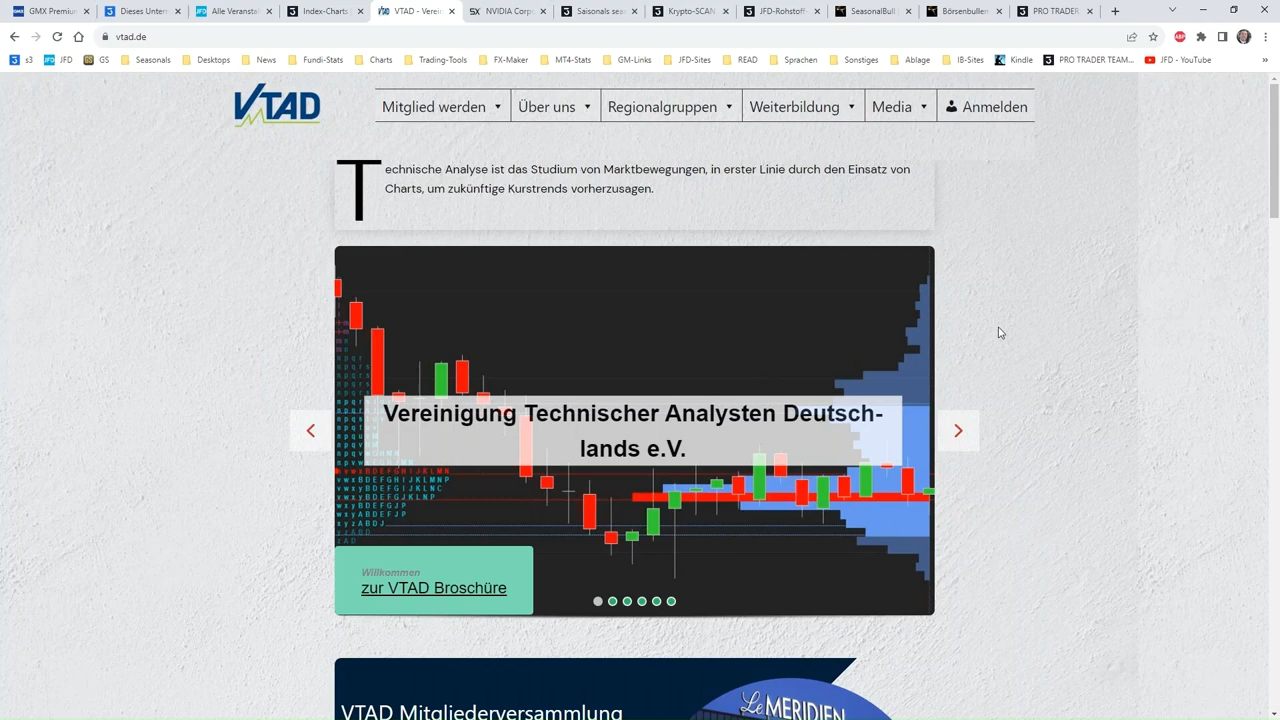 GMX Premium
Dieses Unter
Alle Veransta
Index-Charts
VTAD - Verein
NVIDIA Corpo
Saisonals sea
Krypto-SCAN
JFD-Rohstoff
SeasonalBull
Börsenbullen
PRO TRADER
vtad.de
s3
JFD
GS
Seasonals
Desktops
News
Fundi-Stats
Charts
Trading-Tools
FX-Maker
MT4-Stats
GM-Links
JFD-Sites
READ
Sprachen
Sonstiges
Ablage
IB-Sites
Kindle
PRO TRADER TEAM...
JFD - YouTube
VTAD
Mitglied werden
Über uns
Regionalgruppen
Weiterbildung
Media
Anmelden
Technische Analyse ist das Studium von Marktbewegungen, in erster Linie durch den Einsatz von
Charts, um zukünftige Kurstrends vorherzusagen.
Vereinigung Technischer Analysten Deutsch-
lands e.V.
Willkommen
zur VTAD Broschüre
VTAD Mitgliederversammlung
Le MERIDIEN